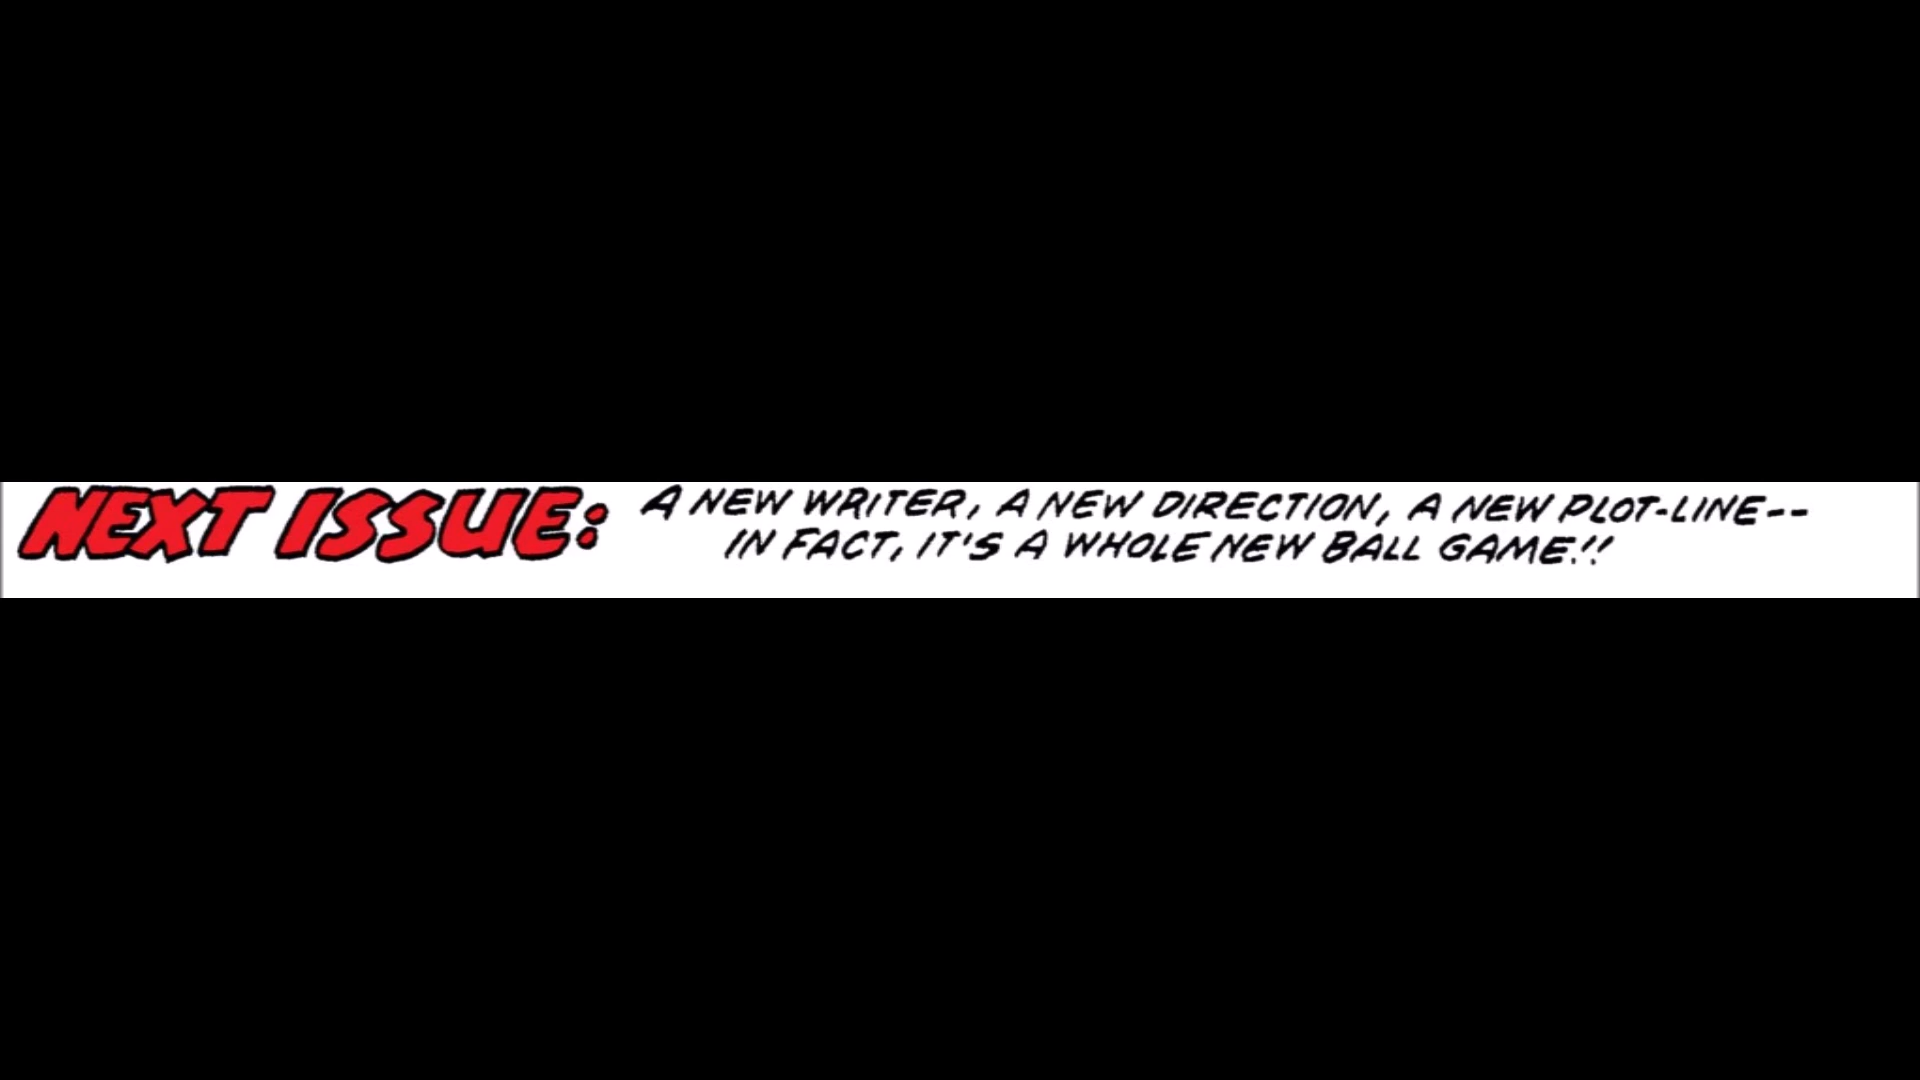 NEXT ISSUE: A NEW WRITER, A NEW DIRECTION, A NEW PLOT-LINE--
IN FACT, IT'S A WHOLE NEW BALL GAME!!